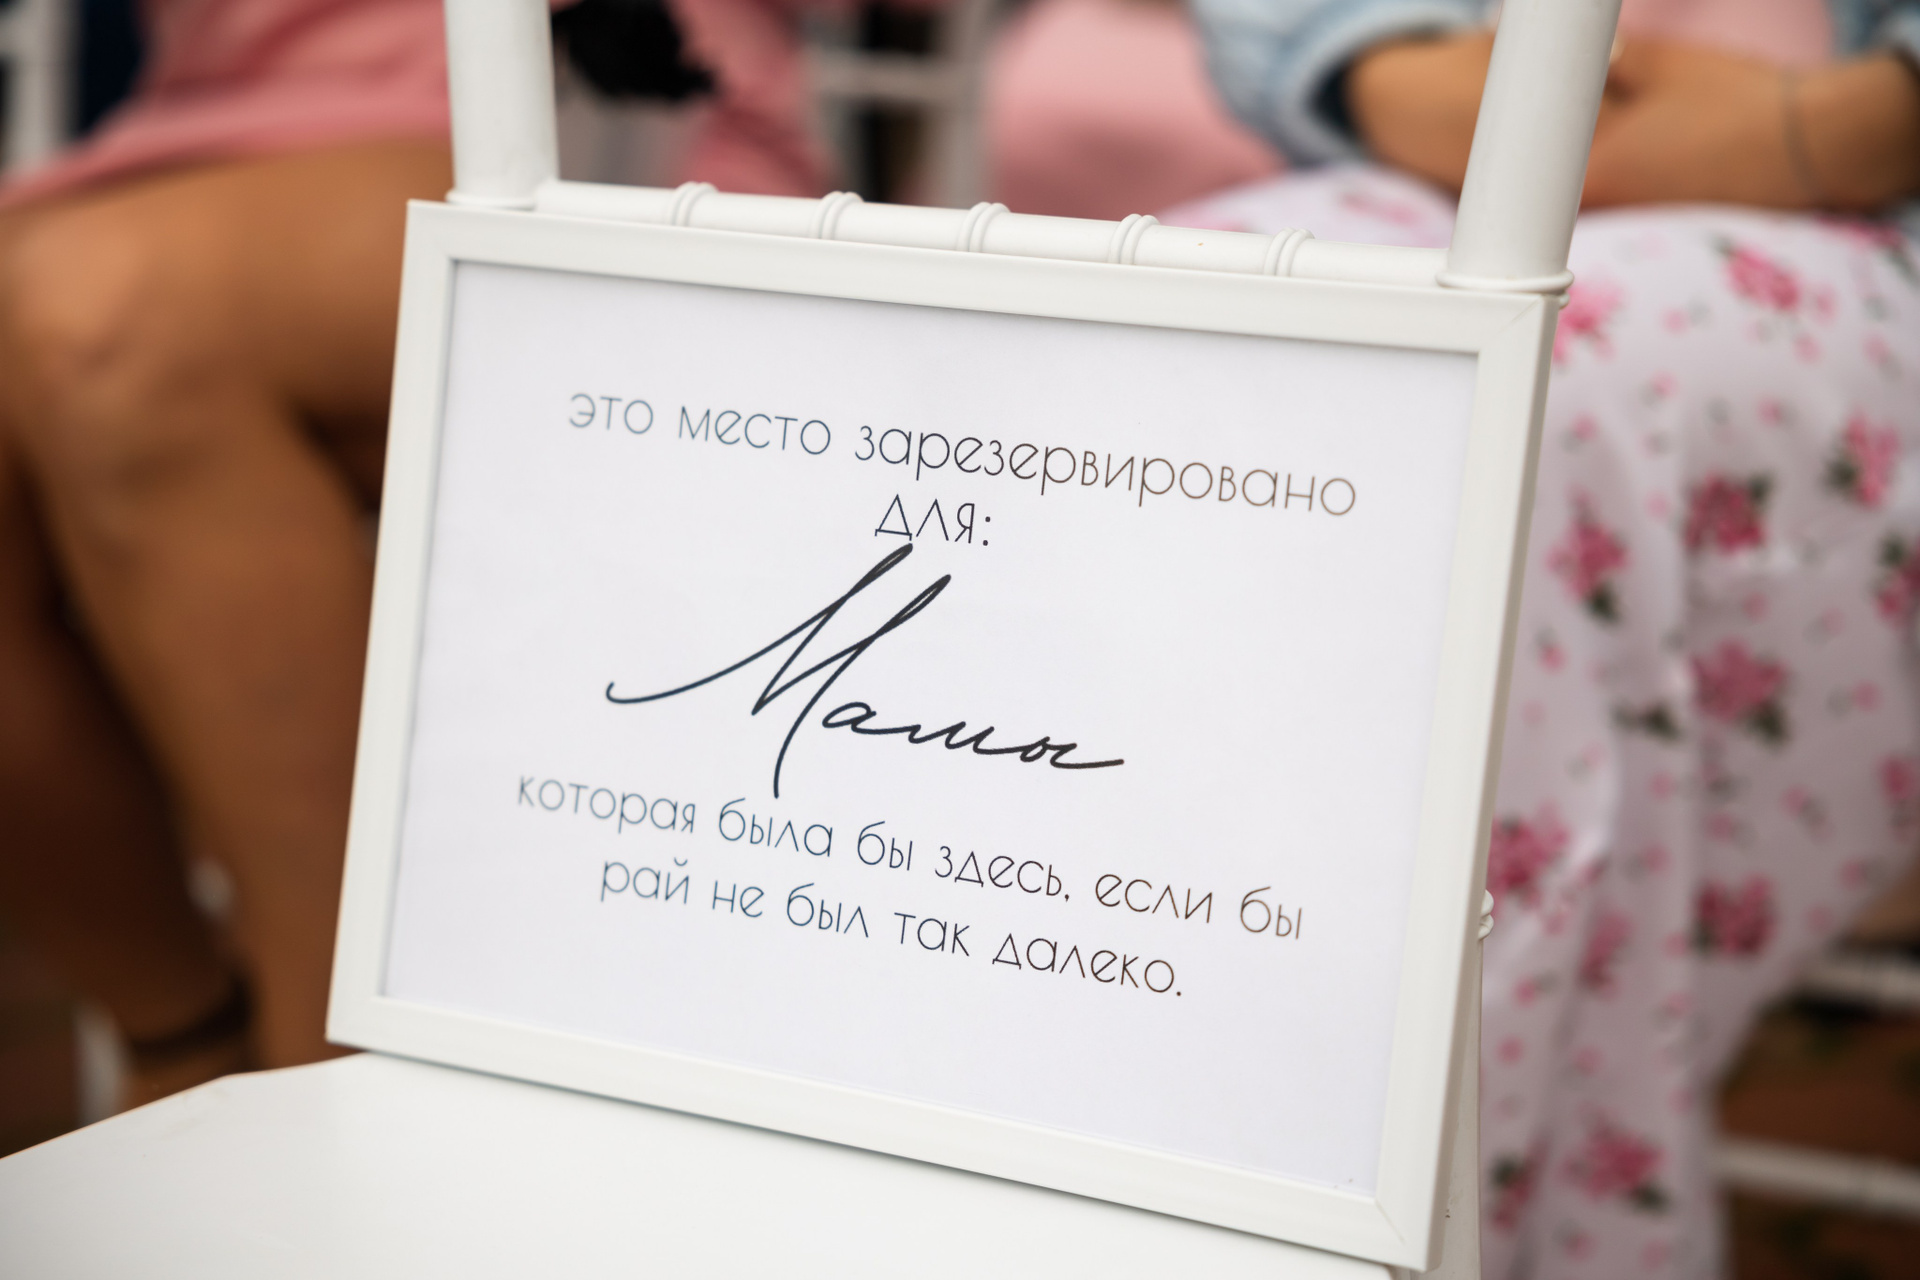 это место зарезервировано
для:
Мамы
которая была бы здесь, если бы
рай не был так далеко.